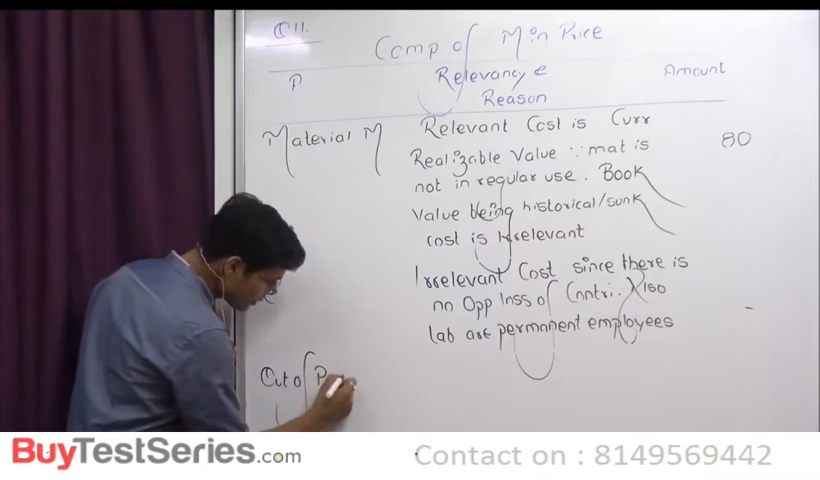 Q 11.
Comp of Min Price
P Relevancy & Reason Amount
Material M Relevant Cost is Curr
Realizable Value ∵ mat is 80
not in regular use. Book
Value being historical/sunk
cost is Irrelevant
Irrelevant Cost since there is
no Opp loss of Contri.
lab are permanent employees –
Out of P
BuyTestSeries.com
Contact on : 8149569442